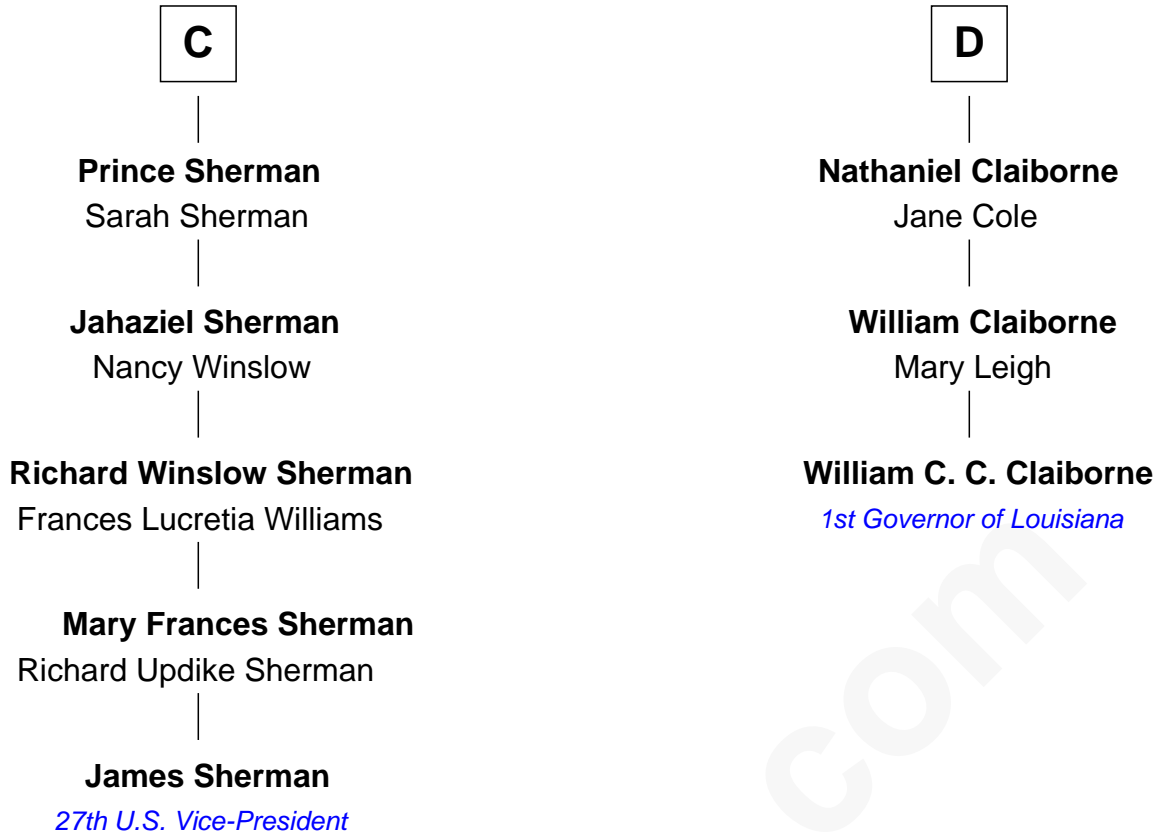 C
Prince Sherman
Sarah Sherman
Jahaziel Sherman
Nancy Winslow
Richard Winslow Sherman
Frances Lucretia Williams
Mary Frances Sherman
Richard Updike Sherman
James Sherman
27th U.S. Vice-President
D
Nathaniel Claiborne
Jane Cole
William Claiborne
Mary Leigh
William C. C. Claiborne
1st Governor of Louisiana
com